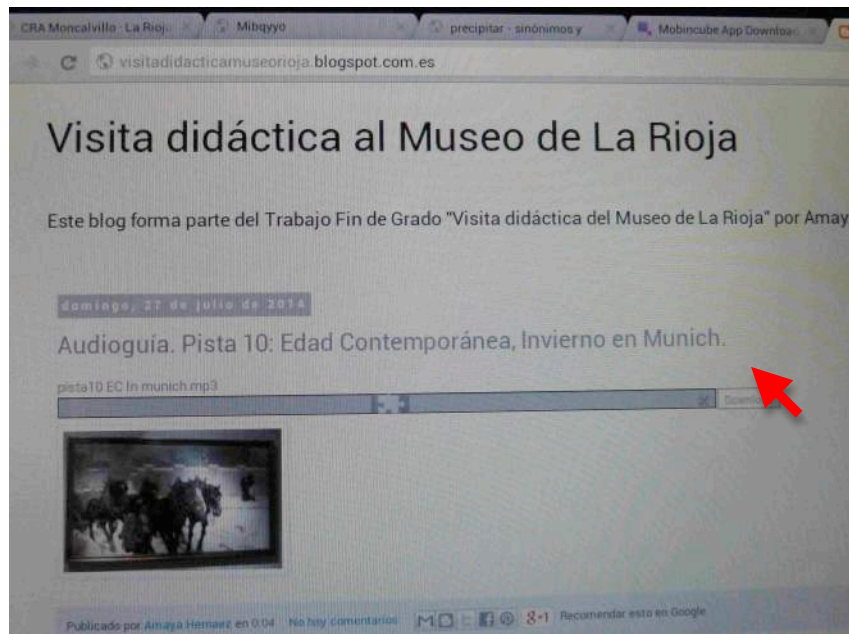 CRA Moncalvillo - La Rioj
Mibqyyo
precipitar - sinónimos y
Mobincube App Downloa
visitadidacticamuseorioja.blogspot.com.es
Visita didáctica al Museo de La Rioja
Este blog forma parte del Trabajo Fin de Grado "Visita didáctica del Museo de La Rioja" por Amay
domingo, 27 de julio de 2014
Audioguía. Pista 10: Edad Contemporánea, Invierno en Munich.
pista10 EC In munich.mp3
Publicado por Amaya Hernaez en 0:04 No hay comentarios:
8+1 Recomendar esto en Google